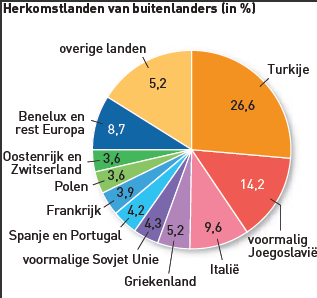 Herkomstlanden van buitenlanders (in %)
overige landen
5,2
Turkije
26,6
Benelux en
rest Europa
8,7
Oostenrijk en
Zwitserland
3,6
Polen
3,6
Frankrijk
3,9
Spanje en Portugal
4,2
voormalige Sovjet Unie
4,3
Griekenland
5,2
Italië
9,6
14,2
voormalig
Joegoslavië